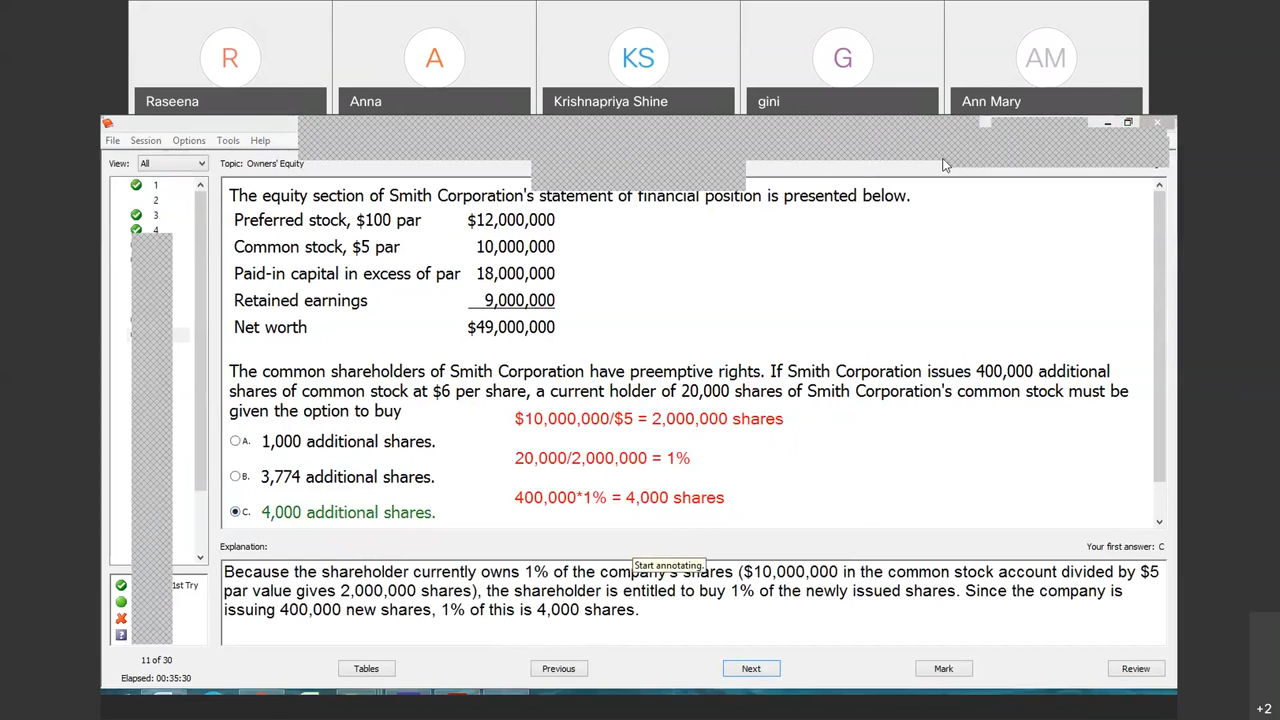 R
A
KS
G
AM
Raseena
Anna
Krishnapriya Shine
gini
Ann Mary
File Session Options Tools Help
View: All
Topic: Owners' Equity
1
2
3
4
The equity section of Smith Corporation's statement of financial position is presented below.
Preferred stock, $100 par $12,000,000
Common stock, $5 par 10,000,000
Paid-in capital in excess of par 18,000,000
Retained earnings 9,000,000
Net worth $49,000,000
The common shareholders of Smith Corporation have preemptive rights. If Smith Corporation issues 400,000 additional
shares of common stock at $6 per share, a current holder of 20,000 shares of Smith Corporation's common stock must be
given the option to buy
$10,000,000/$5 = 2,000,000 shares
A. 1,000 additional shares.
20,000/2,000,000 = 1%
B. 3,774 additional shares.
400,000*1% = 4,000 shares
C. 4,000 additional shares.
Explanation:
Your first answer: C
Start annotating.
Because the shareholder currently owns 1% of the company's shares ($10,000,000 in the common stock account divided by $5
par value gives 2,000,000 shares), the shareholder is entitled to buy 1% of the newly issued shares. Since the company is
issuing 400,000 new shares, 1% of this is 4,000 shares.
1st Try
11 of 30
Elapsed: 00:35:30
Tables
Previous
Next
Mark
Review
+2